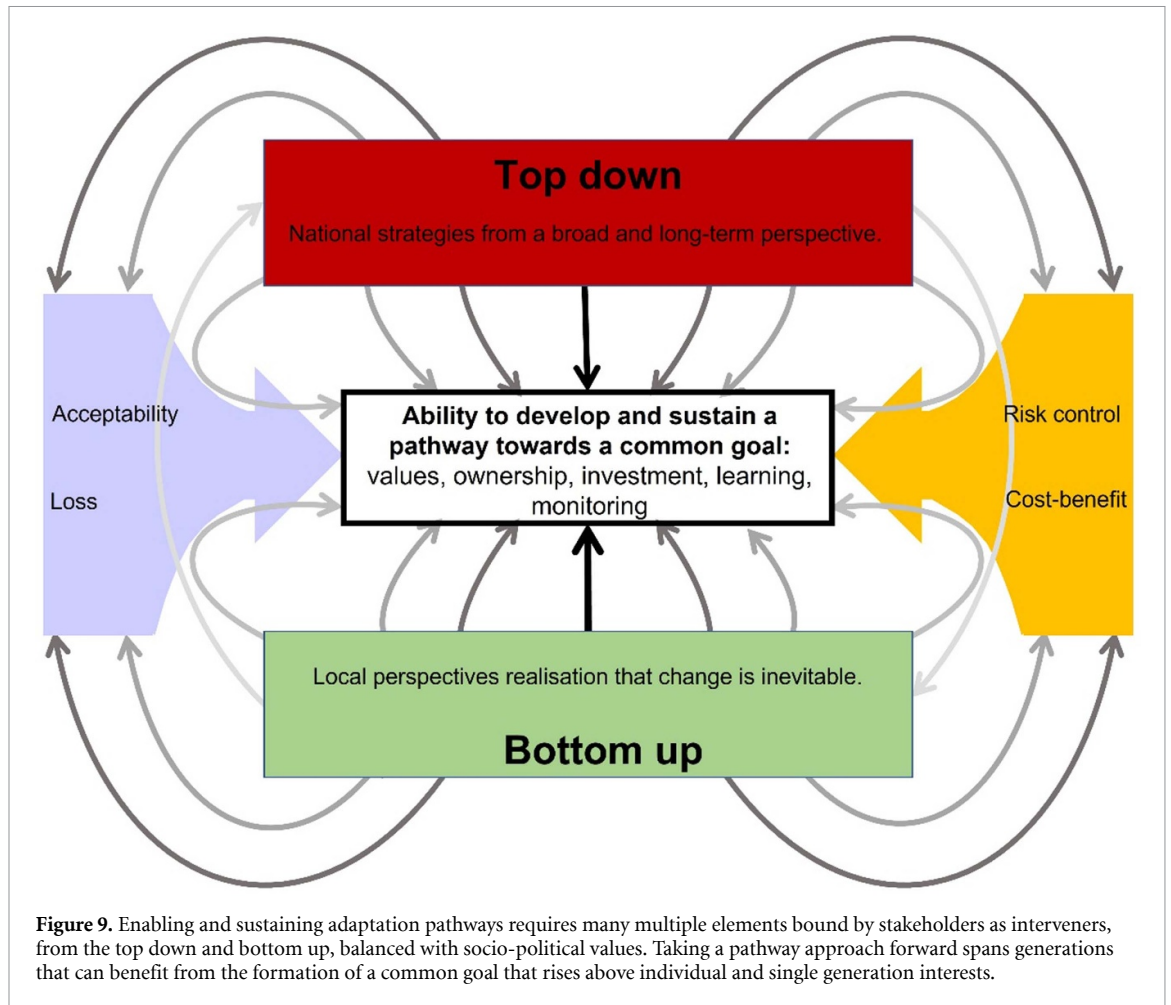 Top down
National strategies from a broad and long-term perspective.
Acceptability
Loss
Ability to develop and sustain a
pathway towards a common goal:
values, ownership, investment, learning,
monitoring
Risk control
Cost-benefit
Local perspectives realisation that change is inevitable.
Bottom up
Figure 9. Enabling and sustaining adaptation pathways requires many multiple elements bound by stakeholders as interveners,
from the top down and bottom up, balanced with socio-political values. Taking a pathway approach forward spans generations
that can benefit from the formation of a common goal that rises above individual and single generation interests.